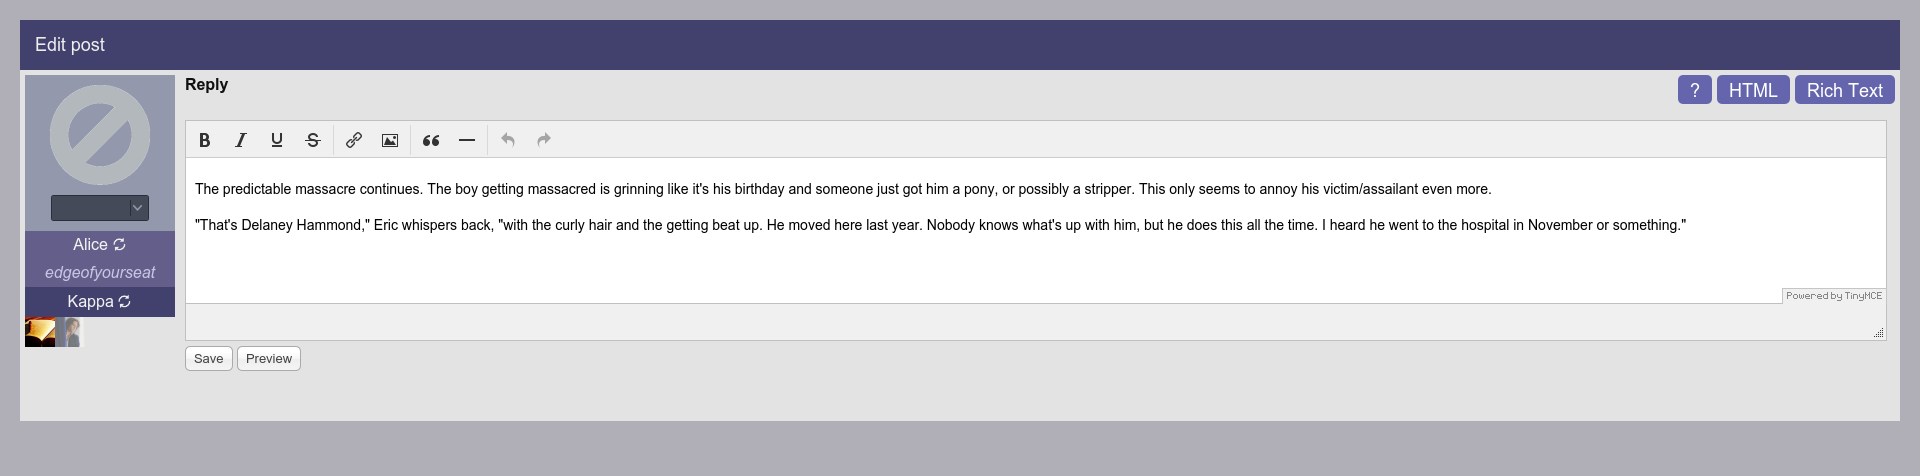 Edit post
Reply
? HTML Rich Text
The predictable massacre continues. The boy getting massacred is grinning like it's his birthday and someone just got him a pony, or possibly a stripper. This only seems to annoy his victim/assailant even more.
"That's Delaney Hammond," Eric whispers back, "with the curly hair and the getting beat up. He moved here last year. Nobody knows what's up with him, but he does this all the time. I heard he went to the hospital in November or something."
Alice
edgeofyourseat
Kappa
Powered by TinyMCE
Save Preview